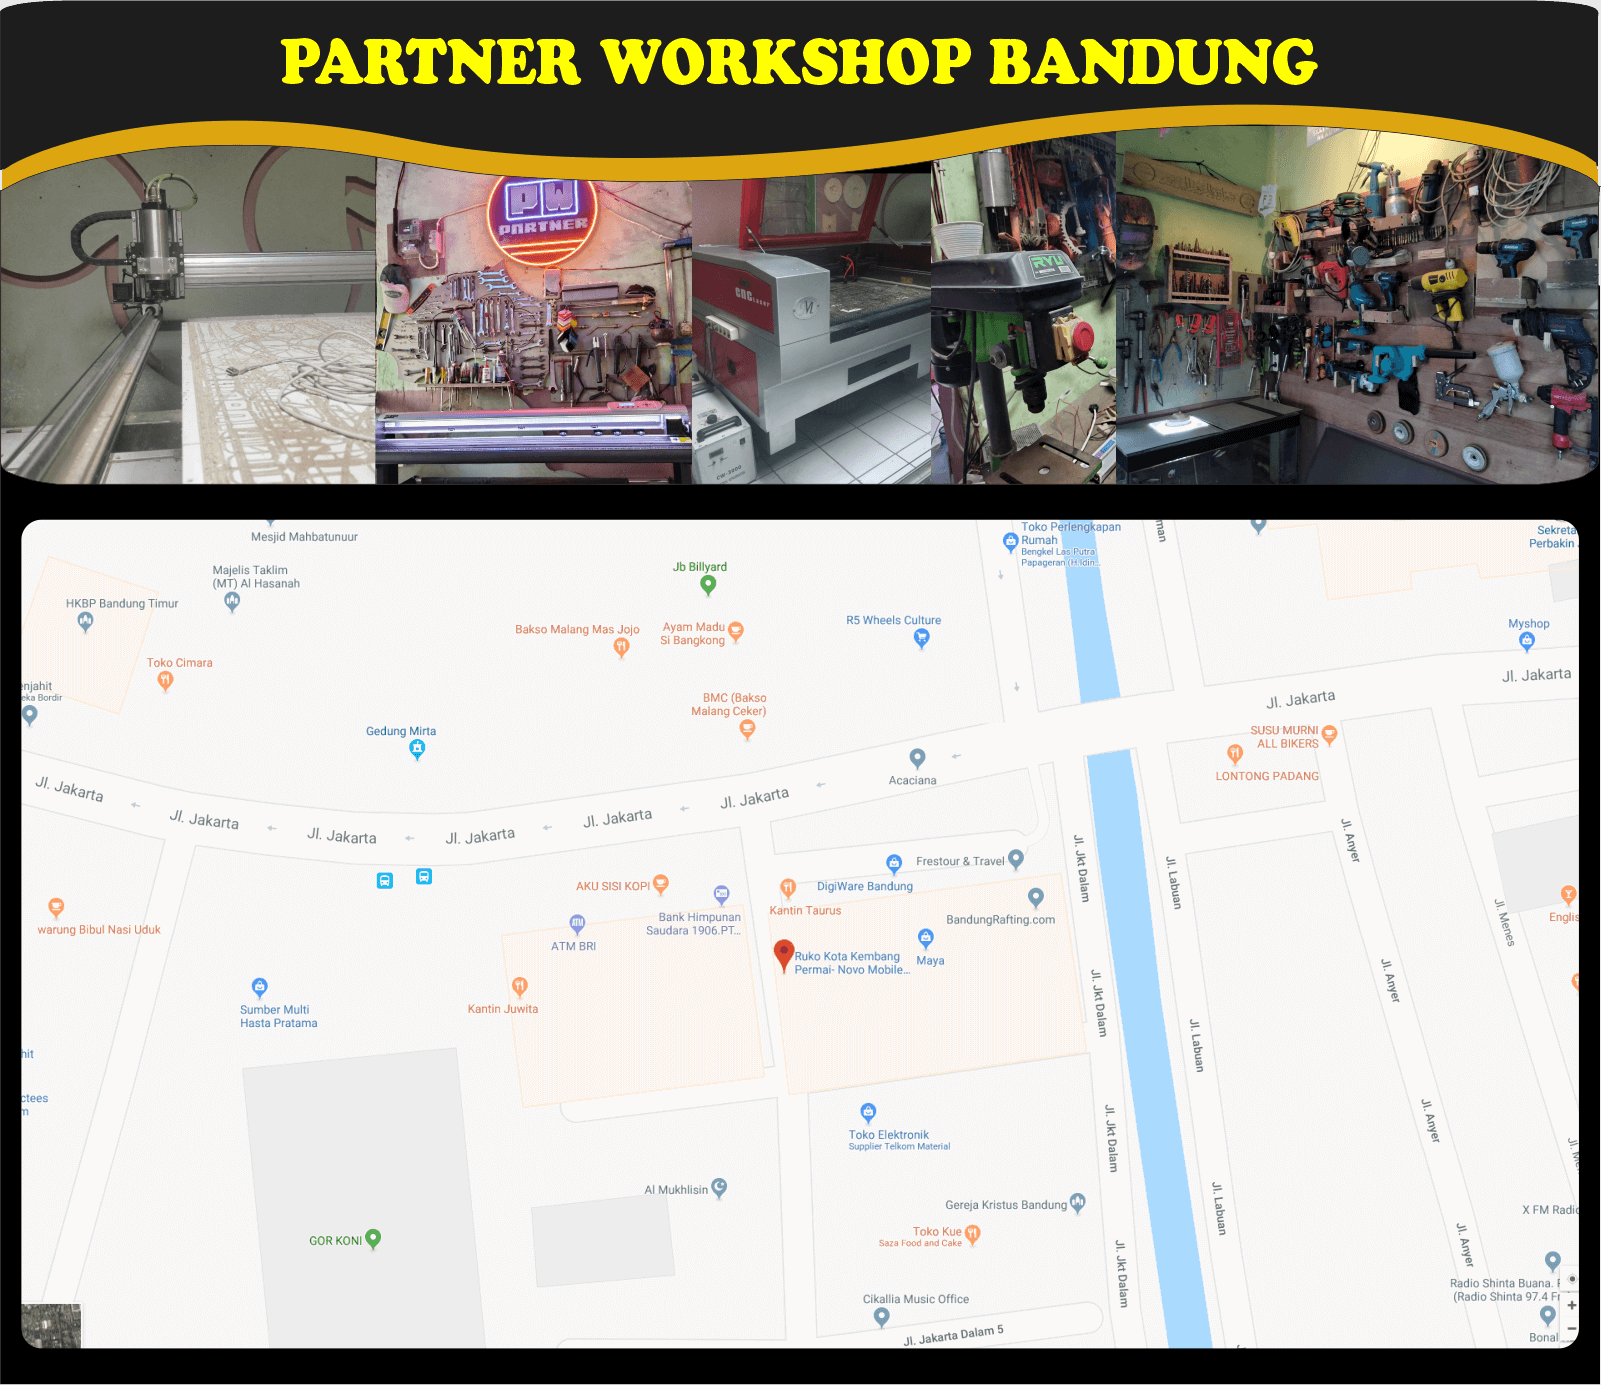 PARTNER WORKSHOP BANDUNG
PW
PARTNER
CNC Laser
M
CW-3000
RYU
Mesjid Mahbatunuur
Majelis Taklim
(MT) Al Hasanah
HKBP Bandung Timur
Toko Cimara
enjahit
eka Bordir
Gedung Mirta
Jb Billyard
Bakso Malang Mas Jojo
Ayam Madu
Si Bangkong
BMC (Bakso
Malang Ceker)
R5 Wheels Culture
Toko Perlengkapan
Rumah
Bengkel Las Putra
Papageran (H.Idin...
man
Sekreta
Perbakin J
Myshop
Jl. Jakarta
Jl. Jakarta
SUSU MURNI
ALL BIKERS
LONTONG PADANG
Acaciana
Jl. Jakarta
Jl. Jakarta
Jl. Jakarta
Jl. Jakarta
Jl. Jakarta
Jl. Jakarta
warung Bibul Nasi Uduk
AKU SISI KOPI
Bank Himpunan
Saudara 1906.PT...
ATM
ATM BRI
Kantin Taurus
DigiWare Bandung
Frestour & Travel
BandungRafting.com
Maya
Ruko Kota Kembang
Permai- Novo Mobile...
Kantin Juwita
Sumber Multi
Hasta Pratama
hit
ctees
m
Jl. Jkt Dalam
Jl. Jkt Dalam
Jl. Jkt Dalam
Jl. Jkt Dalam
Jl. Labuan
Jl. Labuan
Jl. Labuan
Jl. Anyer
Jl. Anyer
Jl. Anyer
Jl. Anyer
Jl. Menes
Jl. Me
Englis
Toko Elektronik
Supplier Telkom Material
Al Mukhlisin
Gereja Kristus Bandung
Toko Kue
Saza Food and Cake
GOR KONI
Cikallia Music Office
Jl. Jakarta Dalam 5
X FM Radio
Radio Shinta Buana. F
(Radio Shinta 97.4 Fr
Bonal
+
−